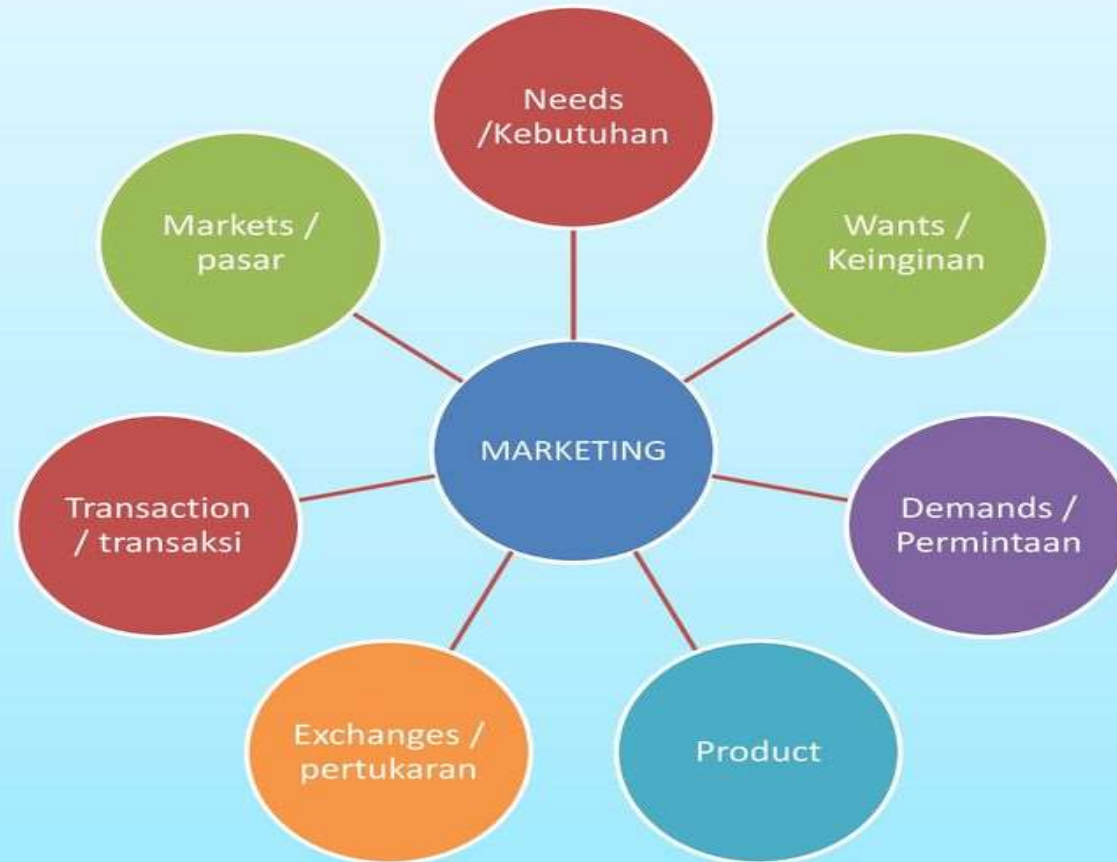 Needs
/Kebutuhan
Wants /
Keinginan
Demands /
Permintaan
Product
Exchanges /
pertukaran
Transaction
/ transaksi
Markets /
pasar
MARKETING